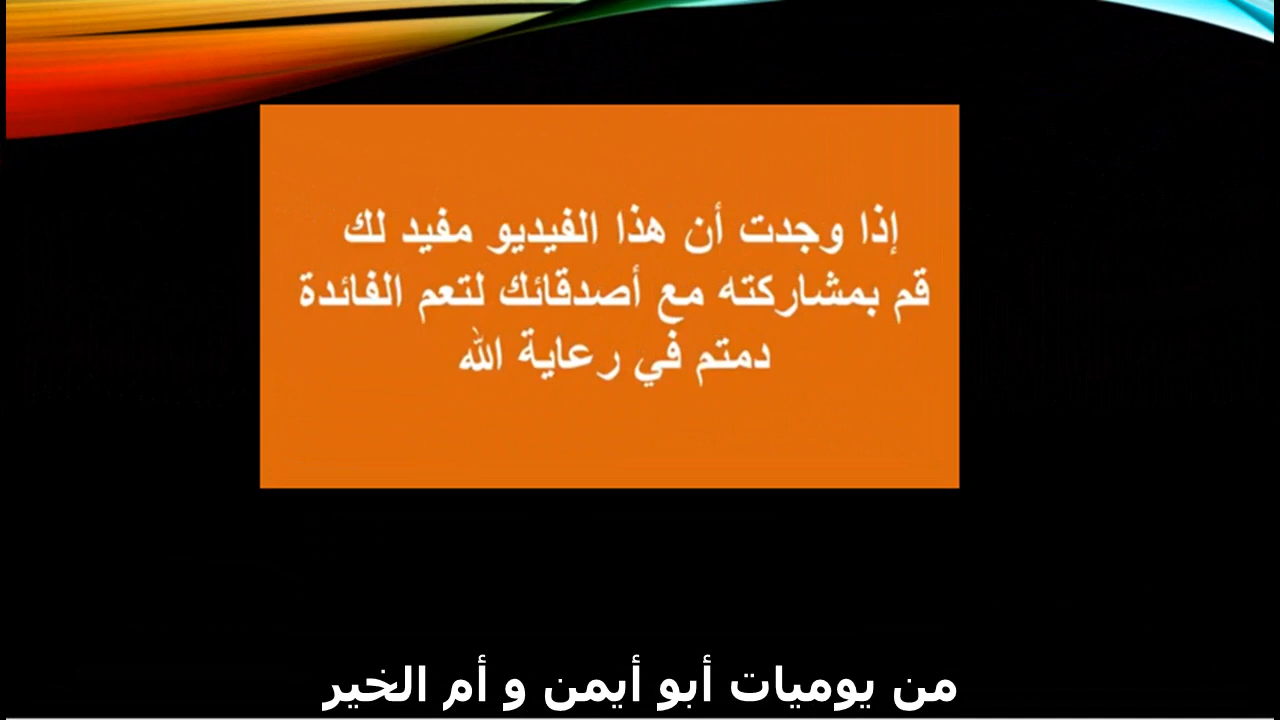 إذا وجدت أن هذا الفيديو مفيد لك
قم بمشاركته مع أصدقائك لتعم الفائدة
دمتم في رعاية الله
من يوميات أبو أيمن و أم الخير